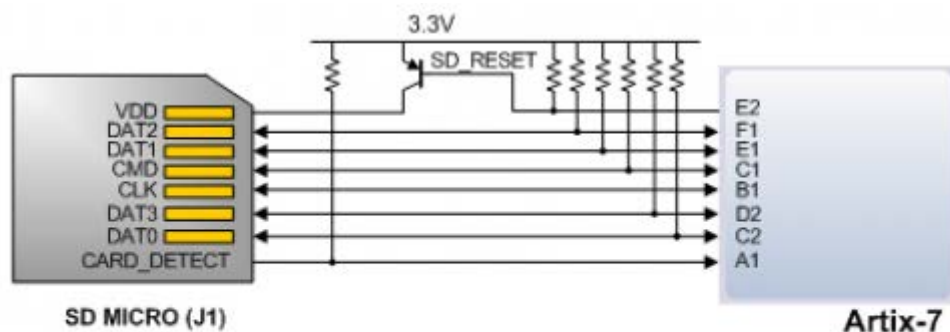 3.3V
SD_RESET
VDD
DAT2
DAT1
CMD
CLK
DAT3
DAT0
CARD_DETECT
E2
F1
E1
C1
B1
D2
C2
A1
SD MICRO (J1)
Artix-7